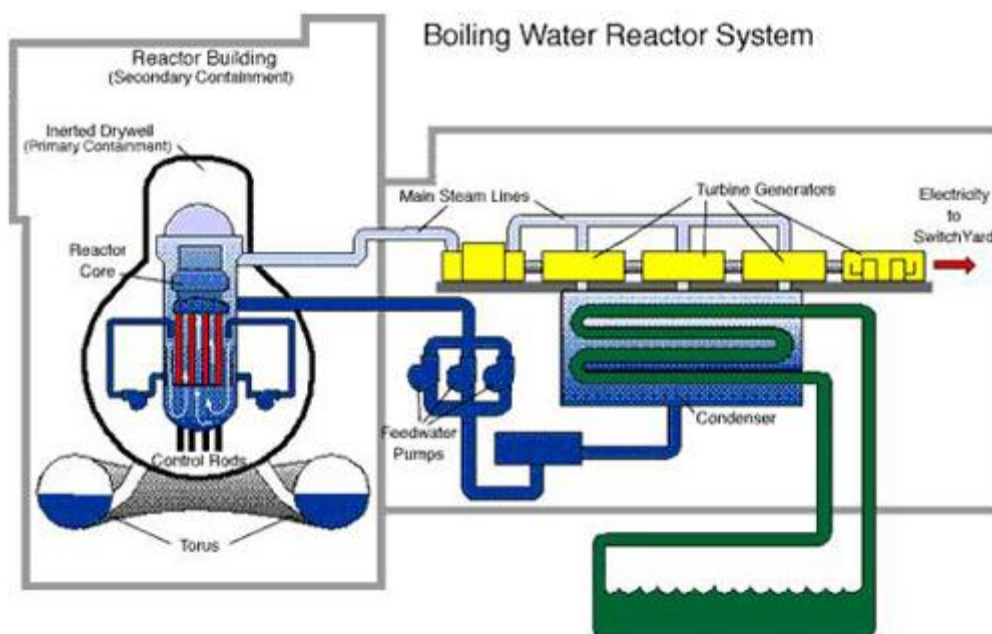 Boiling Water Reactor System
Reactor Building
(Secondary Containment)
Inerted Drywell
(Primary Containment)
Main Steam Lines
Turbine Generators
Electricity
to
SwitchYard
Reactor
Core
Feedwater
Pumps
Condenser
Control Rods
Torus